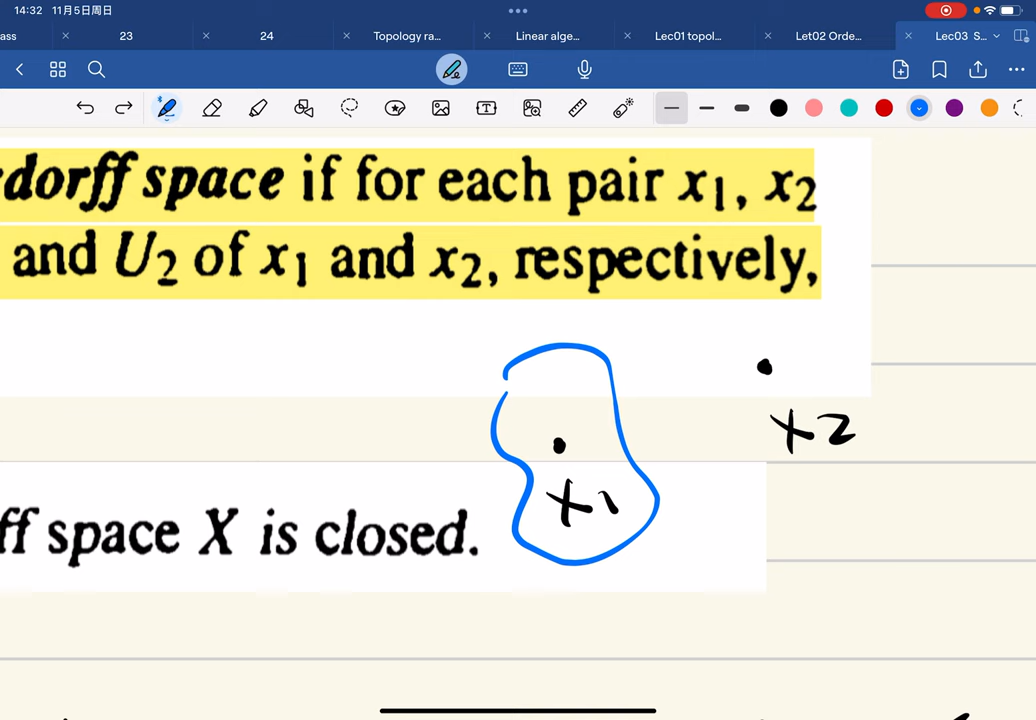 14:32 11月5日周日
ass 23 24 Topology ra... Linear alge... Lec01 topol... Let02 Orde... Lec03 S...
dorff space if for each pair x1, x2
and U2 of x1 and x2, respectively,
x2
x1
ff space X is closed.